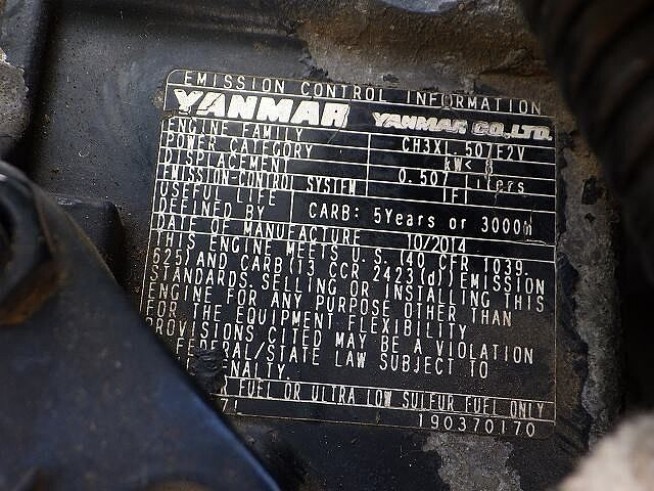 EMISSION CONTROL INFORMATION
YANMAR YANMAR CO.,LTD.
ENGINE FAMILY CH3XL.507E2V
POWER CATEGORY kW< 8
DISPLACEMENT 0.507 Liters
EMISSION-CONTROL SYSTEM IFI
USEFUL LIFE
DEFINED BY CARB: 5Years or 3000h
DATE OF MANUFACTURE 10/2014
THIS ENGINE MEETS U.S. (40 CFR 1039.
625) AND CARB (13 CCR 2423(d)) EMISSION
STANDARDS. SELLING OR INSTALLING THIS
ENGINE FOR ANY PURPOSE OTHER THAN
FOR THE EQUIPMENT FLEXIBILITY
PROVISIONS CITED MAY BE A VIOLATION
FEDERAL/STATE LAW SUBJECT TO
ENALTY.
R FUEL OR ULTRA LOW SULFUR FUEL ONLY
190370170